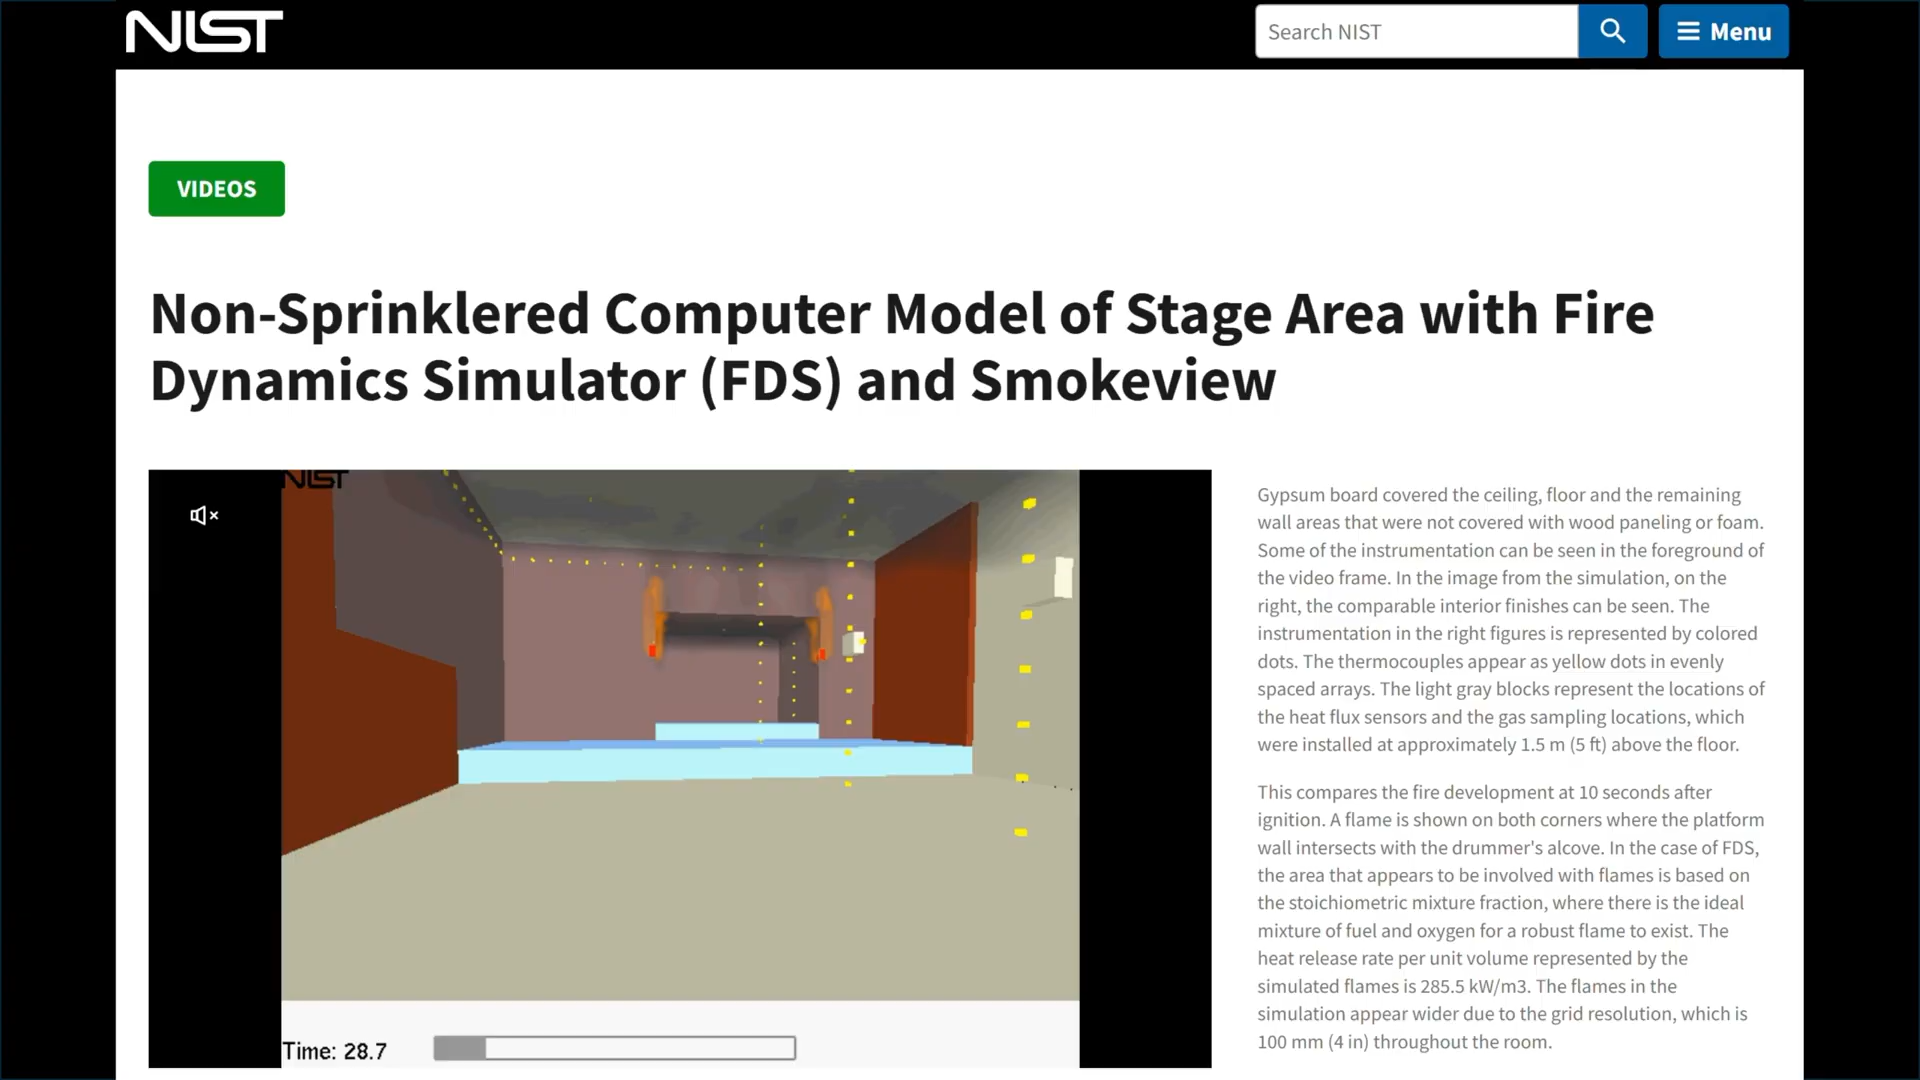 NIST
Search NIST
Menu
VIDEOS
Non-Sprinklered Computer Model of Stage Area with Fire
Dynamics Simulator (FDS) and Smokeview
NIST
Time: 28.7
Gypsum board covered the ceiling, floor and the remaining
wall areas that were not covered with wood paneling or foam.
Some of the instrumentation can be seen in the foreground of
the video frame. In the image from the simulation, on the
right, the comparable interior finishes can be seen. The
instrumentation in the right figures is represented by colored
dots. The thermocouples appear as yellow dots in evenly
spaced arrays. The light gray blocks represent the locations of
the heat flux sensors and the gas sampling locations, which
were installed at approximately 1.5 m (5 ft) above the floor.
This compares the fire development at 10 seconds after
ignition. A flame is shown on both corners where the platform
wall intersects with the drummer's alcove. In the case of FDS,
the area that appears to be involved with flames is based on
the stoichiometric mixture fraction, where there is the ideal
mixture of fuel and oxygen for a robust flame to exist. The
heat release rate per unit volume represented by the
simulated flames is 285.5 kW/m3. The flames in the
simulation appear wider due to the grid resolution, which is
100 mm (4 in) throughout the room.